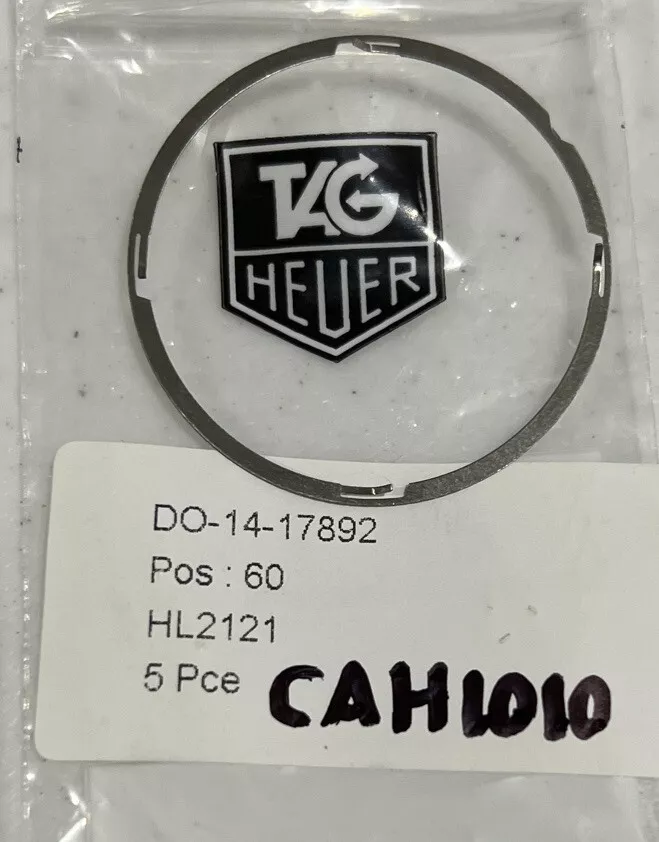 TAG
HEUER
DO-14-17892
Pos : 60
HL2121
5 Pce
CAH1010